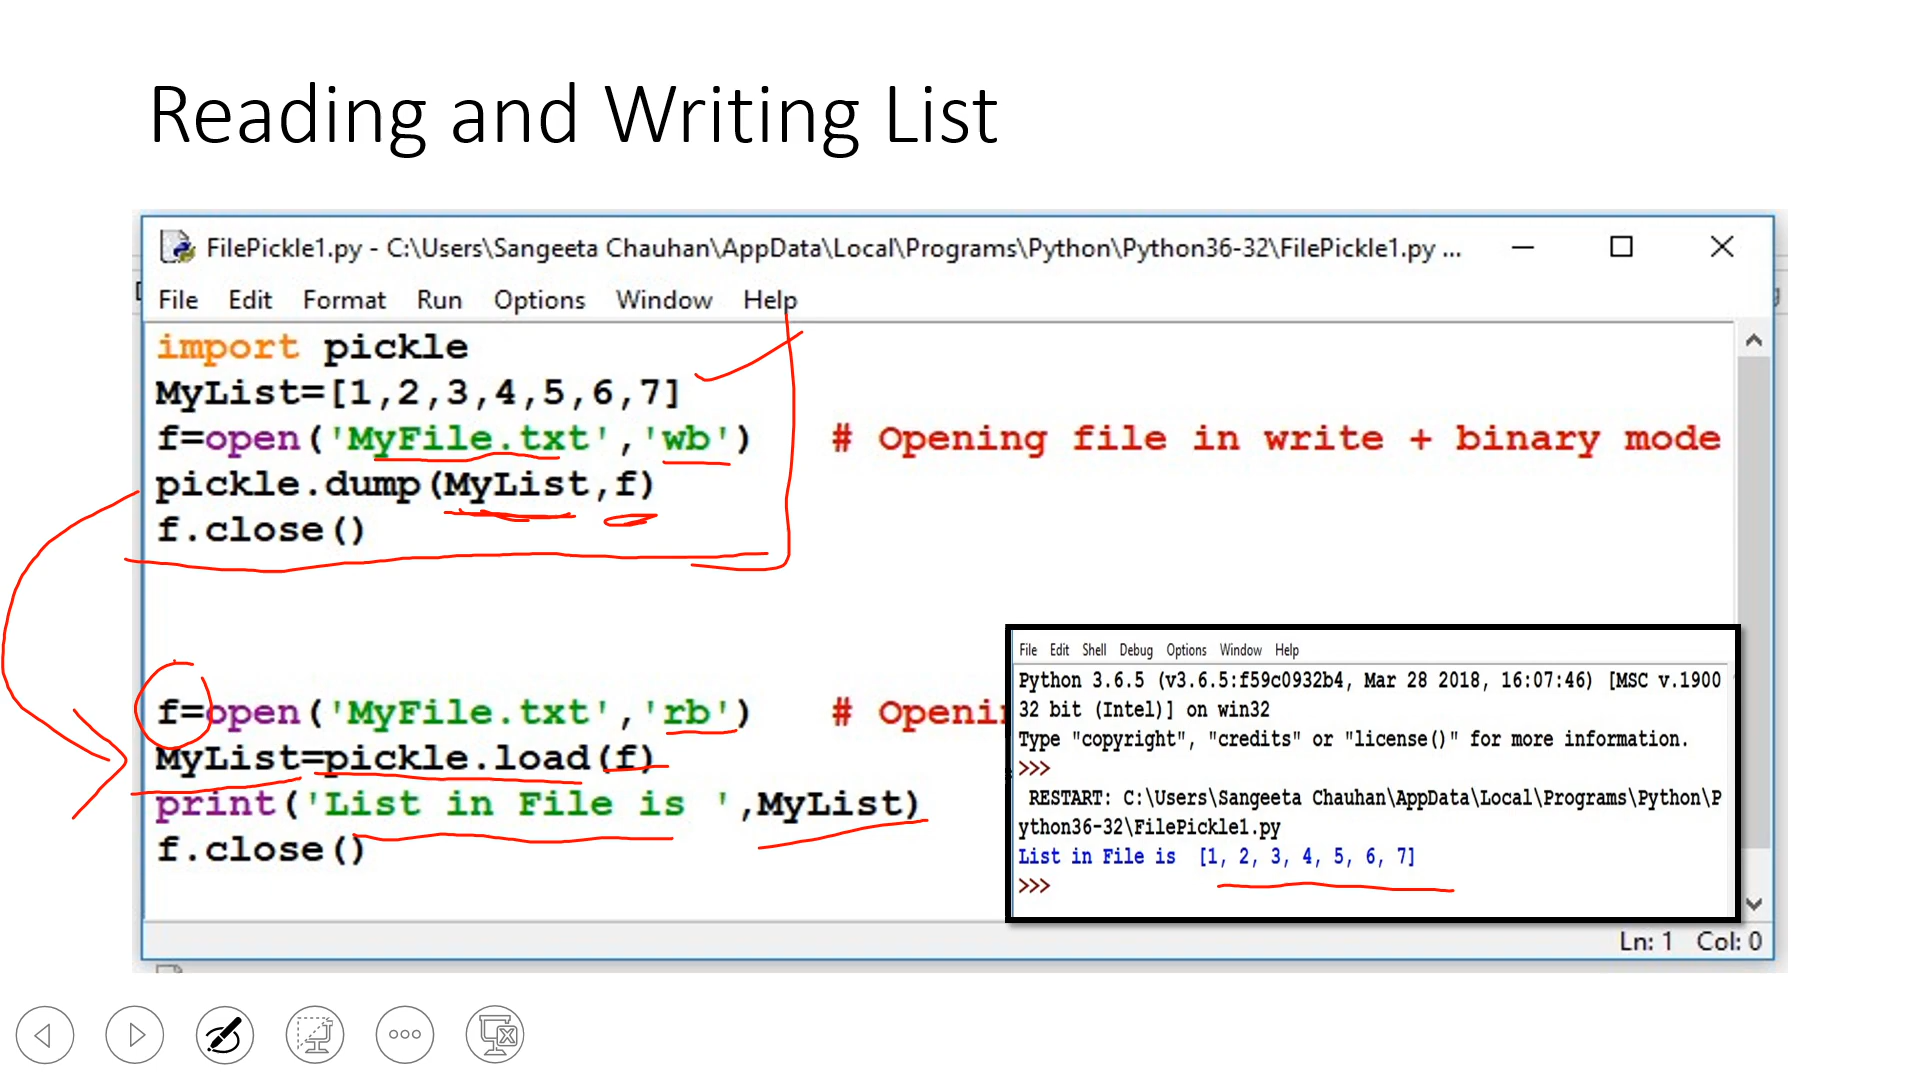 Reading and Writing List
FilePickle1.py - C:\Users\Sangeeta Chauhan\AppData\Local\Programs\Python\Python36-32\FilePickle1.py ...
File Edit Format Run Options Window Help
import pickle
MyList=[1,2,3,4,5,6,7]
f=open('MyFile.txt','wb') # Opening file in write + binary mode
pickle.dump(MyList,f)
f.close()
f=open('MyFile.txt','rb') # Openin
MyList=pickle.load(f)
print('List in File is ',MyList)
f.close()
File Edit Shell Debug Options Window Help
Python 3.6.5 (v3.6.5:f59c0932b4, Mar 28 2018, 16:07:46) [MSC v.1900
32 bit (Intel)] on win32
Type "copyright", "credits" or "license()" for more information.
>>>
RESTART: C:\Users\Sangeeta Chauhan\AppData\Local\Programs\Python\P
ython36-32\FilePickle1.py
List in File is [1, 2, 3, 4, 5, 6, 7]
>>>
Ln: 1 Col: 0